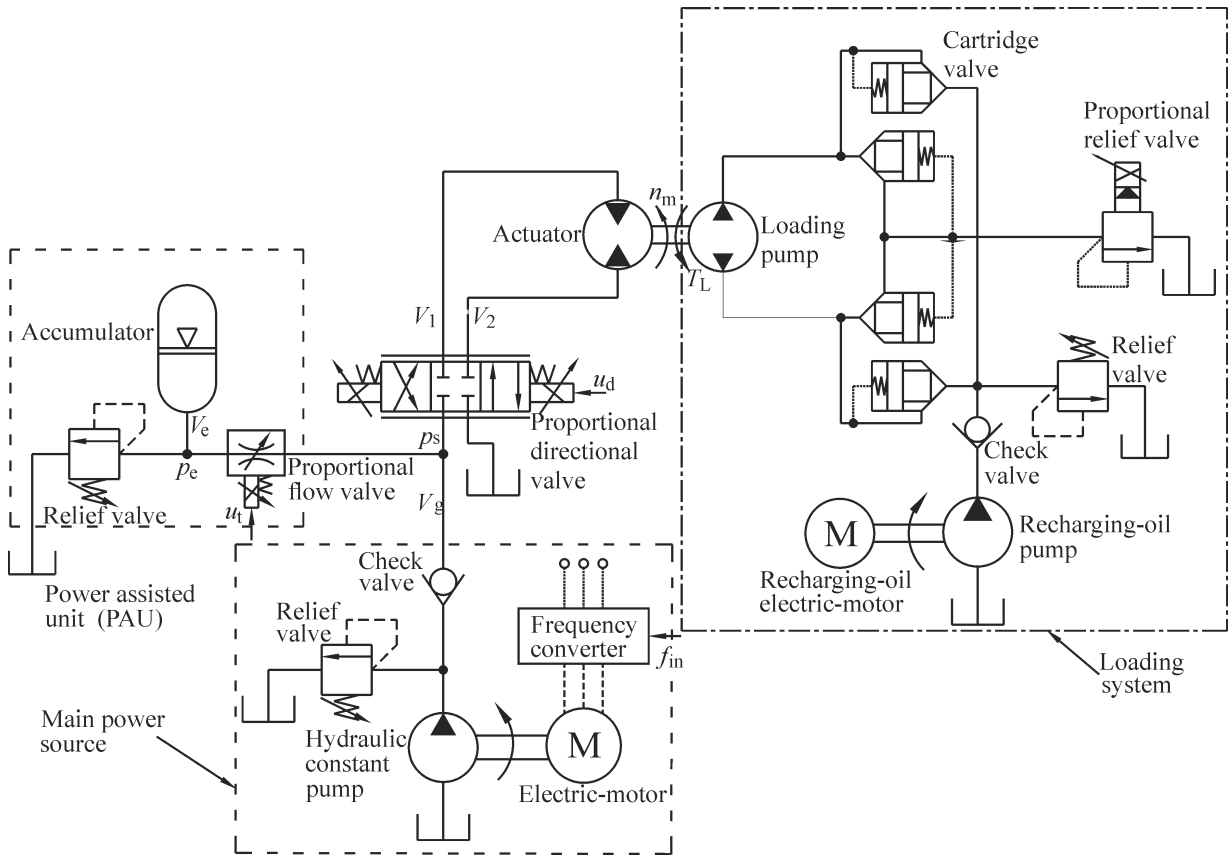 Cartridge
valve
Proportional
relief valve
n_m
Actuator
Loading
pump
T_L
Accumulator
V_1
V_2
u_d
Relief
valve
V_e
p_e
p_s
Proportional
directional
valve
Proportional
flow valve
Check
valve
Relief valve
u_t
V_g
M
Recharging-oil
pump
Recharging-oil
electric-motor
Power assisted
unit (PAU)
Check
valve
Relief
valve
Frequency
converter
f_in
Loading
system
Main power
source
Hydraulic
constant
pump
M
Electric-motor